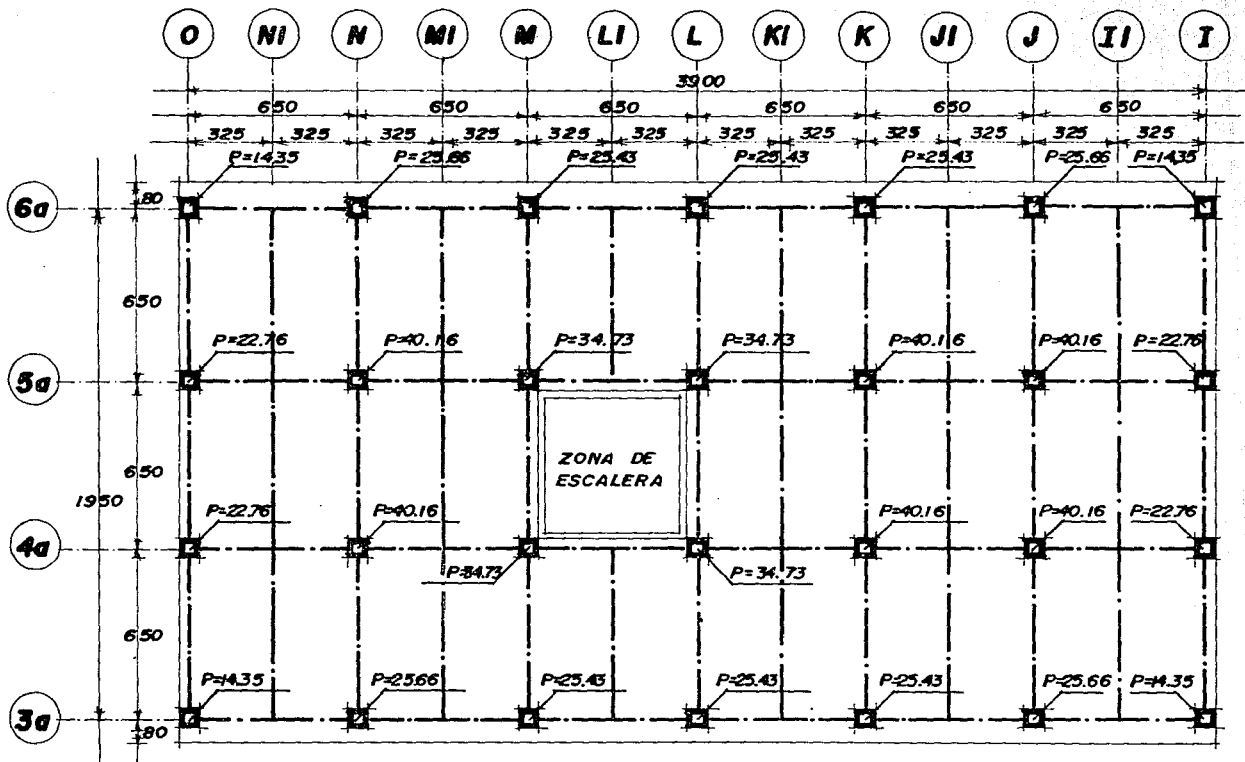 O NI N MI M LI L KI K JI J II I
3900
650 650 650 650 650 650
325 325 325 325 325 325 325 325 325 325 325 325
P=14.35 P=25.66 P=25.43 P=25.43 P=25.43 P=25.66 P=14.35
6a
80
650
P=22.76 P=40.16 P=34.73 P=34.73 P=40.16 P=40.16 P=22.76
5a
ZONA DE
ESCALERA
650
1950
P=22.76 P=40.16 P=40.16 P=40.16 P=22.76
4a
P=34.73 P=34.73
650
P=14.35 P=25.66 P=25.43 P=25.43 P=25.43 P=25.66 P=14.35
3a
80